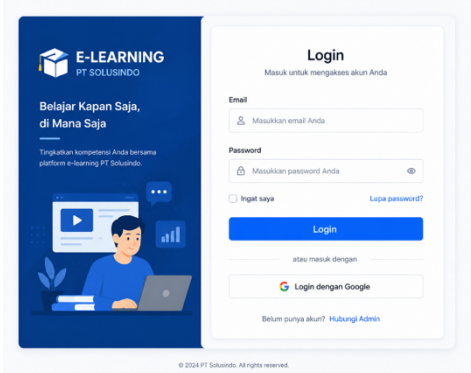 E-LEARNING
PT SOLUSINDO
Belajar Kapan Saja,
di Mana Saja
Tingkatkan kompetensi Anda bersama
platform e-learning PT Solusindo.
Login
Masuk untuk mengakses akun Anda
Email
Masukkan email Anda
Password
Masukkan password Anda
Ingat saya
Lupa password?
Login
atau masuk dengan
Login dengan Google
Belum punya akun? Hubungi Admin
© 2024 PT Solusindo. All rights reserved.